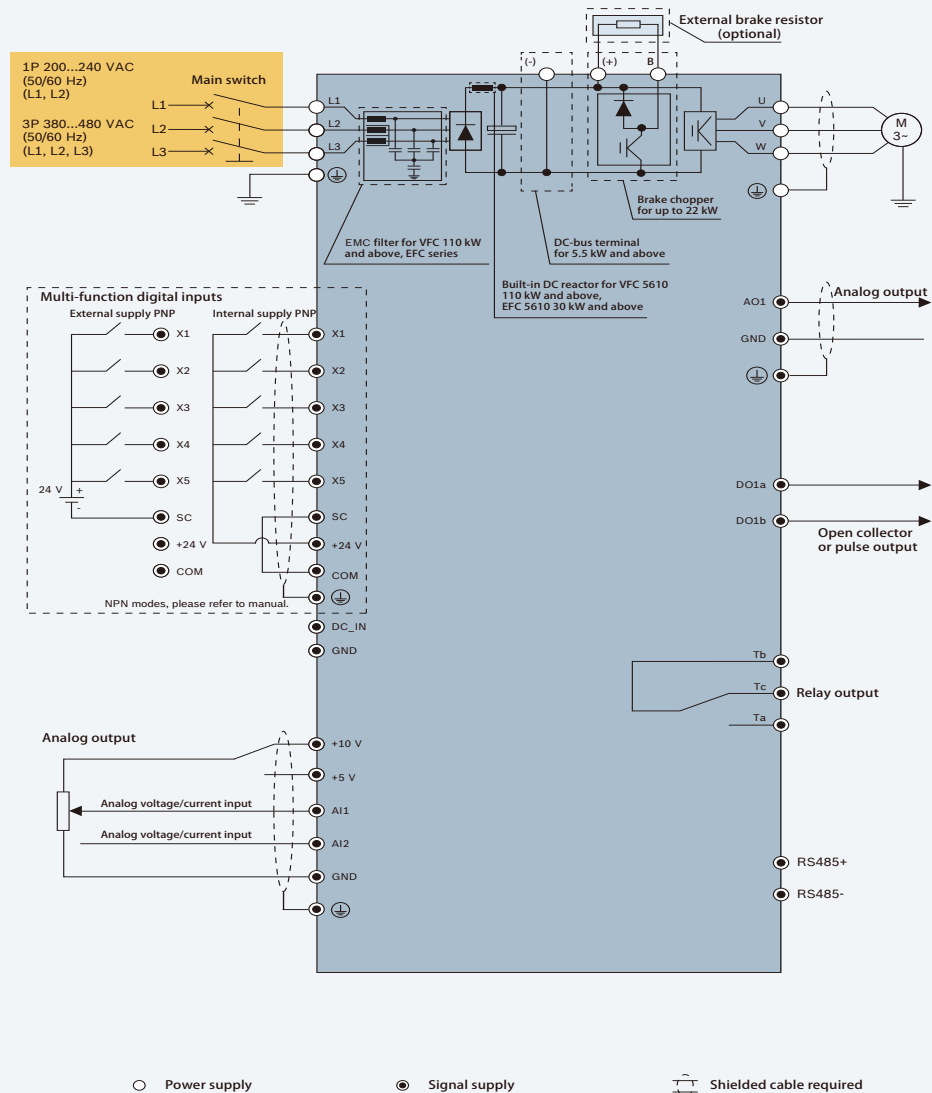 External brake resistor
(optional)
1P 200...240 VAC
(50/60 Hz)
(L1, L2)
Main switch
3P 380...480 VAC
(50/60 Hz)
(L1, L2, L3)
L1
L2
L3
L1
L2
L3
(-)
(+)
B
U
V
W
M
3~
Brake chopper
for up to 22 kW
EMC filter for VFC 110 kW
and above, EFC series
DC-bus terminal
for 5.5 kW and above
Built-in DC reactor for VFC 5610
110 kW and above,
EFC 5610 30 kW and above
Multi-function digital inputs
External supply PNP
Internal supply PNP
X1
X2
X3
X4
X5
24 V
+
-
SC
+24 V
COM
X1
X2
X3
X4
X5
SC
+24 V
COM
NPN modes, please refer to manual.
DC_IN
GND
AO1
Analog output
GND
DO1a
DO1b
Open collector
or pulse output
Tb
Tc
Relay output
Ta
Analog output
+10 V
+5 V
Analog voltage/current input
AI1
Analog voltage/current input
AI2
GND
RS485+
RS485-
Power supply
Signal supply
Shielded cable required